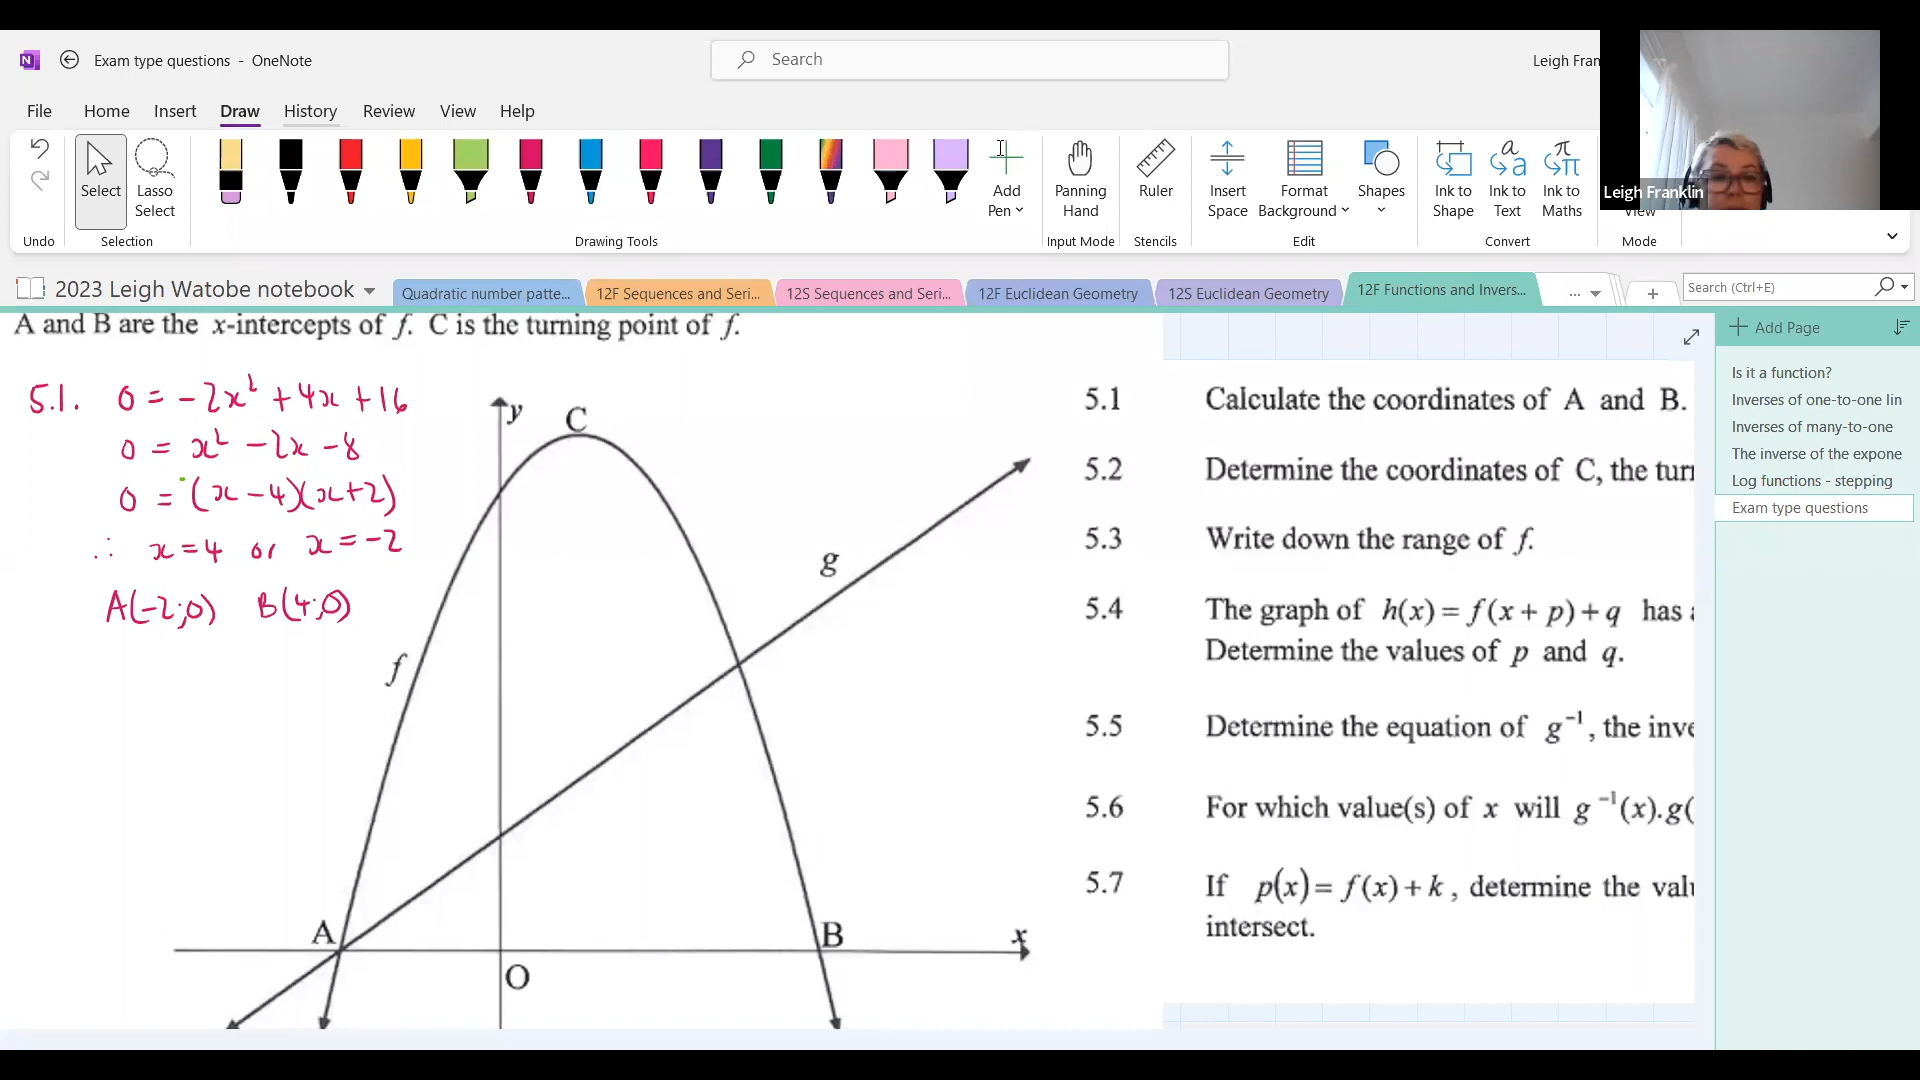 Exam type questions - OneNote
Search
Leigh Fran
File Home Insert Draw History Review View Help
Select
Lasso Select
Add Pen
Panning Hand
Ruler
Insert Space
Format Background
Shapes
Ink to Shape
Ink to Text
Ink to Maths
Leigh Franklin
View
Undo Selection Drawing Tools Input Mode Stencils Edit Convert Mode
2023 Leigh Watobe notebook
Quadratic number patte...
12F Sequences and Seri...
12S Sequences and Seri...
12F Euclidean Geometry
12S Euclidean Geometry
12F Functions and Invers...
...
Search (Ctrl+E)
A and B are the x-intercepts of f. C is the turning point of f.
5.1. 0 = -2x² + 4x + 16
0 = x² - 2x - 8
0 = (x - 4)(x + 2)
∴ x = 4 or x = -2
A(-2;0) B(4;0)
y
C
g
f
A
B
x
O
5.1 Calculate the coordinates of A and B.
5.2 Determine the coordinates of C, the turn
5.3 Write down the range of f.
5.4 The graph of h(x) = f(x + p) + q has
Determine the values of p and q.
5.5 Determine the equation of g⁻¹, the inve
5.6 For which value(s) of x will g⁻¹(x).g(
5.7 If p(x) = f(x) + k, determine the val
intersect.
Add Page
Is it a function?
Inverses of one-to-one lin
Inverses of many-to-one
The inverse of the expone
Log functions - stepping
Exam type questions